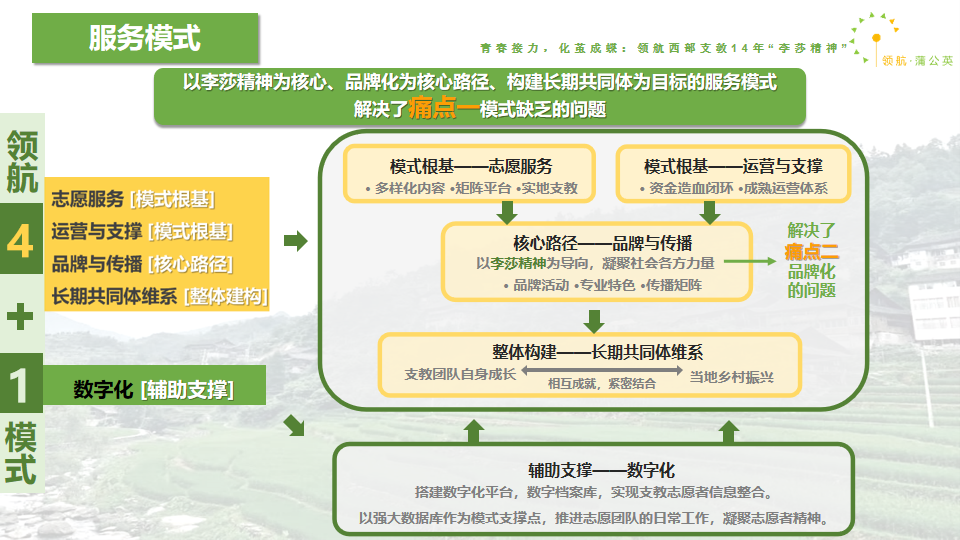 服务模式
青春接力，化茧成蝶：领航西部支教14年“李莎精神”
领航·蒲公英
以李莎精神为核心、品牌化为核心路径、构建长期共同体为目标的服务模式
解决了痛点一模式缺乏的问题
领航
4
+
1
模式
志愿服务 [模式根基]
运营与支撑 [模式根基]
品牌与传播 [核心路径]
长期共同体维系 [整体建构]
数字化 [辅助支撑]
模式根基——志愿服务
• 多样化内容 •矩阵平台 •实地支教
模式根基——运营与支撑
• 资金造血闭环 •成熟运营体系
核心路径——品牌与传播
以李莎精神为导向，凝聚社会各方力量
• 品牌活动 •专业特色 •传播矩阵
解决了
痛点二
品牌化
的问题
整体构建——长期共同体维系
支教团队自身成长
相互成就，紧密结合
当地乡村振兴
辅助支撑——数字化
搭建数字化平台，数字档案库，实现支教志愿者信息整合。
以强大数据库作为模式支撑点，推进志愿团队的日常工作，凝聚志愿者精神。